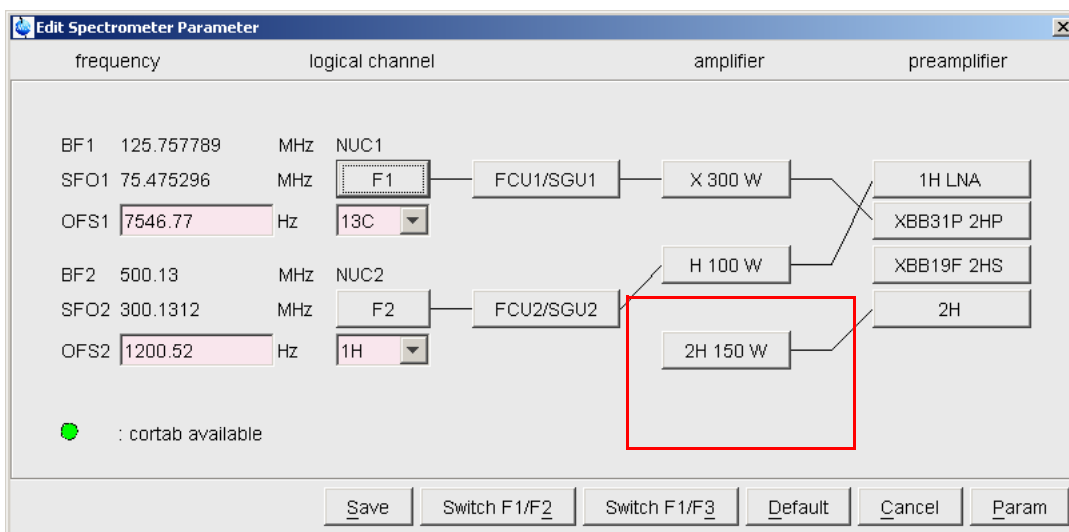 Edit Spectrometer Parameter
frequency logical channel amplifier preamplifier
BF1 125.757789 MHz NUC1
SFO1 75.475296 MHz F1 FCU1/SGU1 X 300 W 1H LNA
OFS1 7546.77 Hz 13C XBB31P 2HP
BF2 500.13 MHz NUC2 H 100 W XBB19F 2HS
SFO2 300.1312 MHz F2 FCU2/SGU2 2H
OFS2 1200.52 Hz 1H 2H 150 W
: cortab available
Save Switch F1/F2 Switch F1/F3 Default Cancel Param